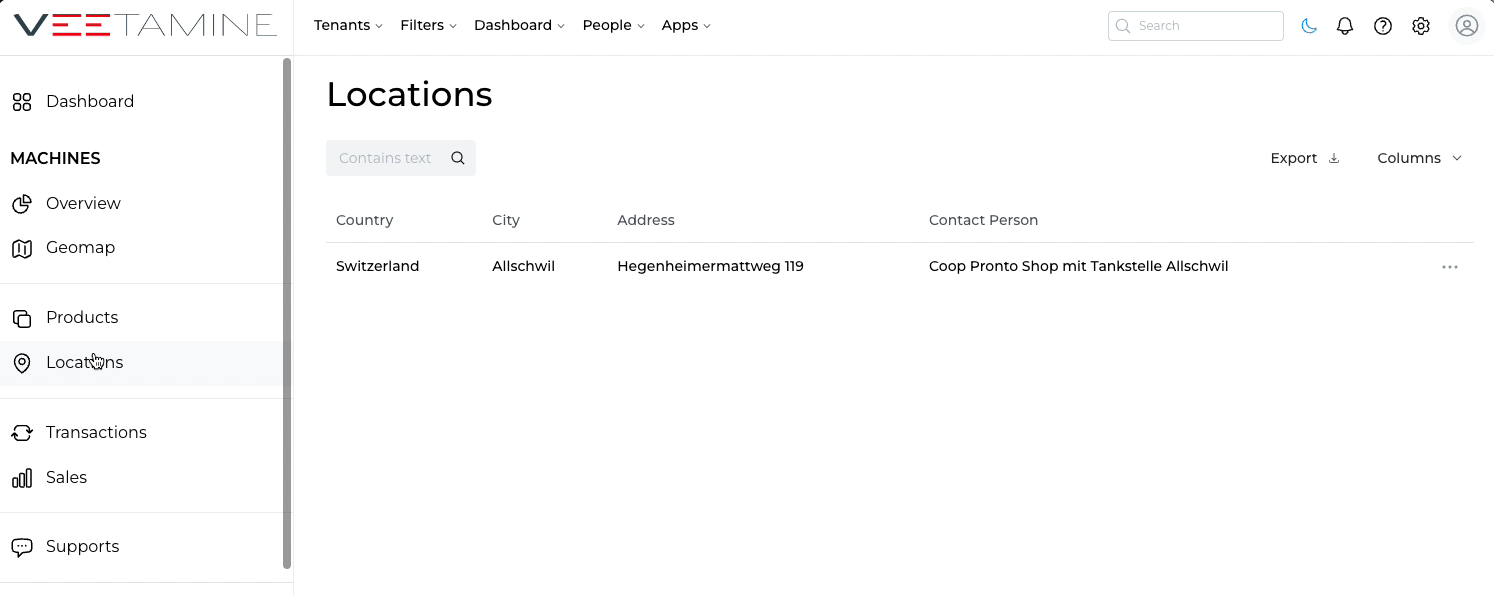 VEETAMINE
Tenants Filters Dashboard People Apps Search
Dashboard
MACHINES
Overview
Geomap
Products
Locations
Transactions
Sales
Supports
Locations
Contains text Export Columns
Country City Address Contact Person
Switzerland Allschwil Hegenheimermattweg 119 Coop Pronto Shop mit Tankstelle Allschwil